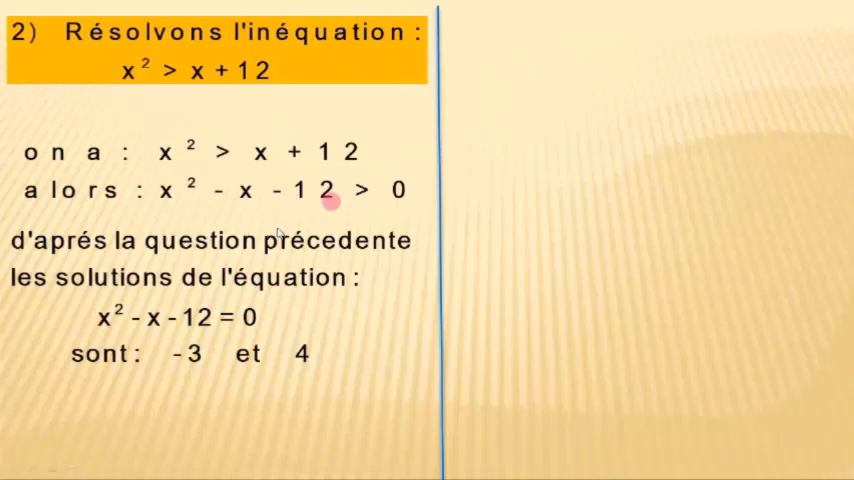 2) Résolvons l'inéquation :
x² > x + 12
on a : x² > x + 12
alors : x² - x - 12 > 0
d'aprés la question précedente
les solutions de l'équation :
x² - x - 12 = 0
sont : -3 et 4